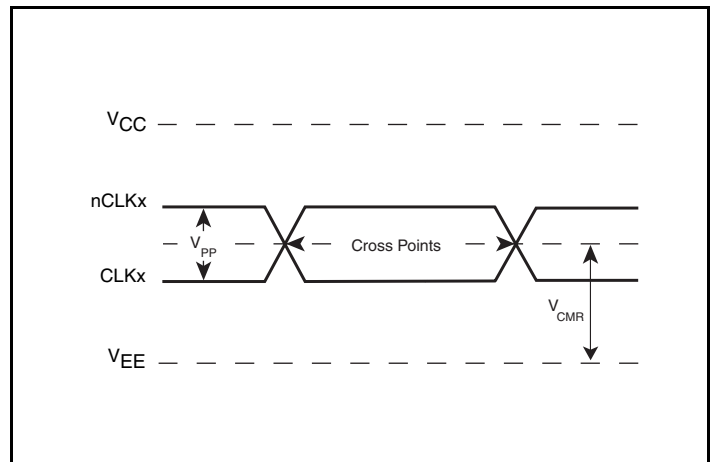 VCC
nCLKx
VPP
Cross Points
CLKx
VCMR
VEE